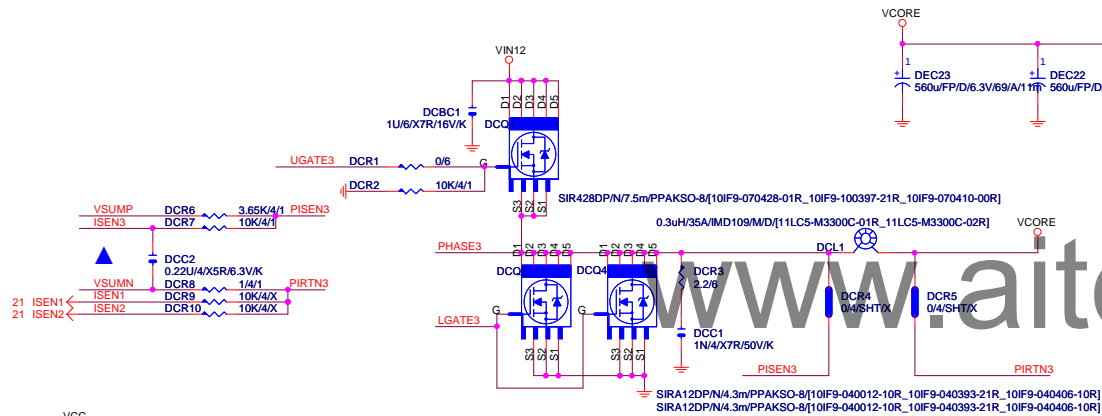 VCORE
DEC23
560u/FP/D/6.3V/69/A/11m
DEC22
1
1
+
+
VIN12
D1
D2
D3
D4
D5
DCBC1
1U/6/X7R/16V/K
UGATE3
DCR1
0/6
G
DCR2
10K/4/1
S3
S2
S1
SIR428DP/N/7.5m/PPAKSO-8/[10IF9-070428-01R_10IF9-100397-21R_10IF9-070410-00R]
VSUMP
DCR6
3.65K/4/1
PISEN3
ISEN3
DCR7
10K/4/1
DCC2
0.22U/4/X5R/6.3V/K
VSUMN
DCR8
1/4/1
PIRTN3
21 ISEN1
ISEN1
DCR9
10K/4/X
21 ISEN2
ISEN2
DCR10
10K/4/X
0.3uH/35A/IMD109/M/D/[11LC5-M3300C-01R_11LC5-M3300C-02R]
VCORE
PHASE3
D1
D2
D3
D4
D5
D1
D2
D3
D4
D5
DCL1
DCQ4
DCR3
2.2/6
DCR4
0/4/SHT/X
DCR5
0/4/SHT/X
G
G
LGATE3
DCC1
1N/4/X7R/50V/K
S3
S2
S1
S3
S2
S1
PISEN3
PIRTN3
SIRA12DP/N/4.3m/PPAKSO-8/[10IF9-040012-10R_10IF9-040393-21R_10IF9-040406-10R]
SIRA12DP/N/4.3m/PPAKSO-8/[10IF9-040012-10R_10IF9-040393-21R_10IF9-040406-10R]
VCC